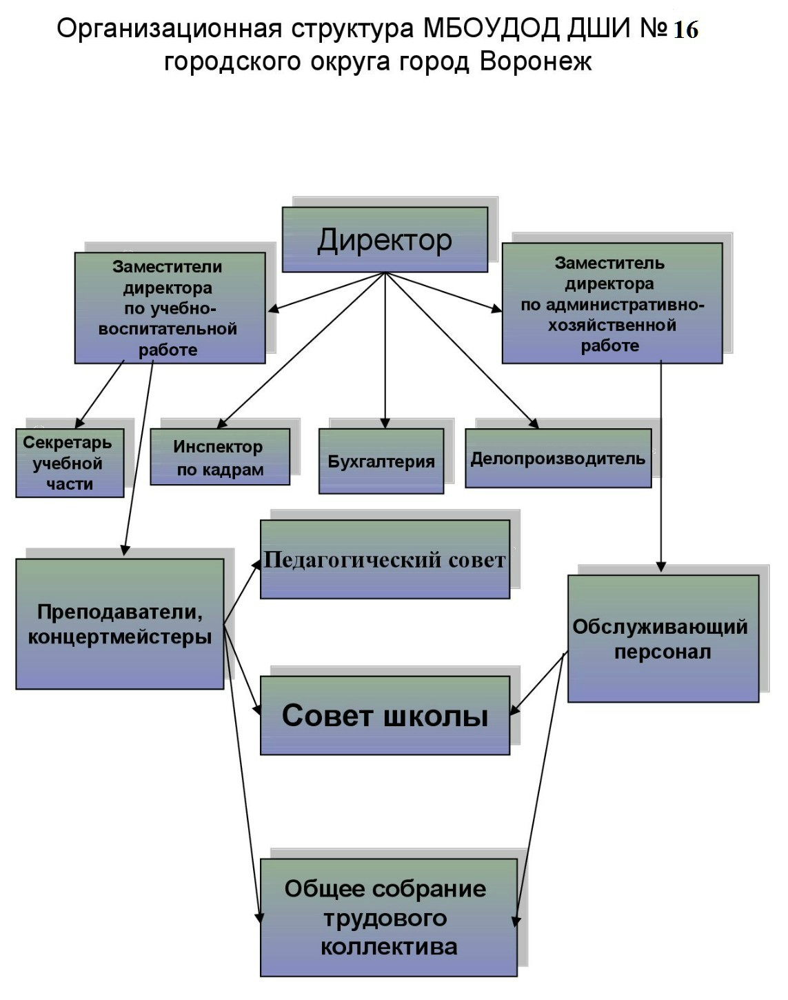 Организационная структура МБОУДОД ДШИ № 16
городского округа город Воронеж
Директор
Заместители
директора
по учебно-
воспитательной
работе
Заместитель
директора
по административно-
хозяйственной
работе
Секретарь
учебной
части
Инспектор
по кадрам
Бухгалтерия
Делопроизводитель
Педагогический совет
Преподаватели,
концертмейстеры
Обслуживающий
персонал
Совет школы
Общее собрание
трудового
коллектива